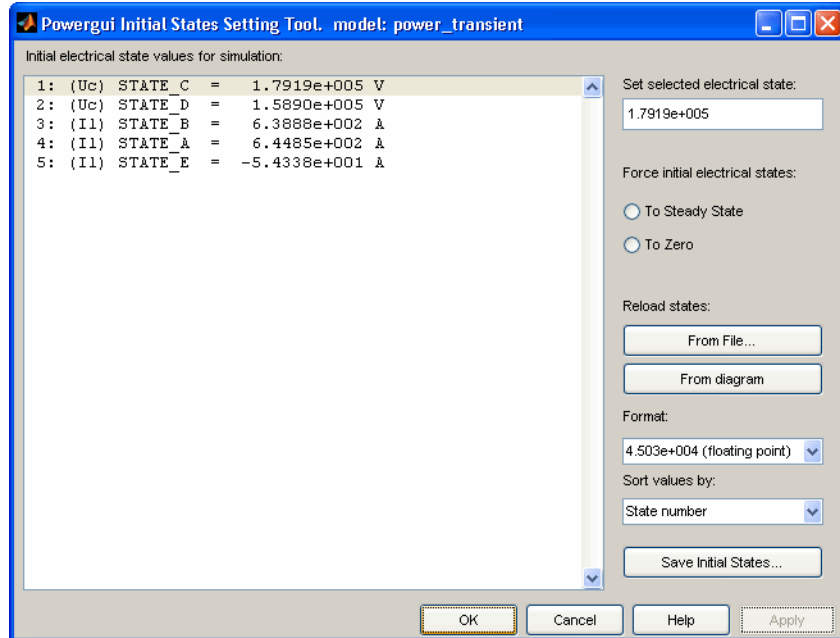 Powergui Initial States Setting Tool. model: power_transient
Initial electrical state values for simulation:
1: (Uc) STATE_C = 1.7919e+005 V
2: (Uc) STATE_D = 1.5890e+005 V
3: (Il) STATE_B = 6.3888e+002 A
4: (Il) STATE_A = 6.4485e+002 A
5: (Il) STATE_E = -5.4338e+001 A
Set selected electrical state:
1.7919e+005
Force initial electrical states:
To Steady State
To Zero
Reload states:
From File...
From diagram
Format:
4.503e+004 (floating point)
Sort values by:
State number
Save Initial States...
OK Cancel Help Apply